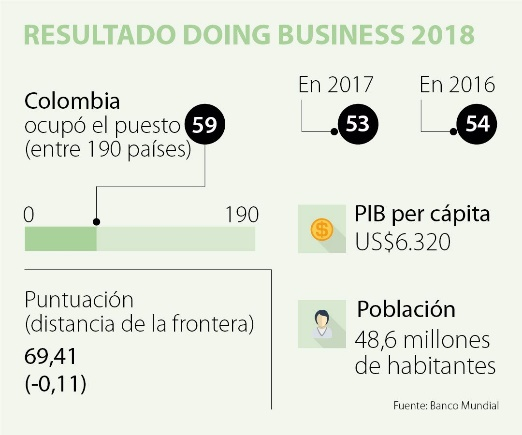 RESULTADO DOING BUSINESS 2018
Colombia
ocupó el puesto 59
(entre 190 países)
En 2017
53
En 2016
54
0 190
Puntuación
(distancia de la frontera)
69,41
(-0,11)
$
PIB per cápita
US$6.320
Población
48,6 millones
de habitantes
Fuente: Banco Mundial